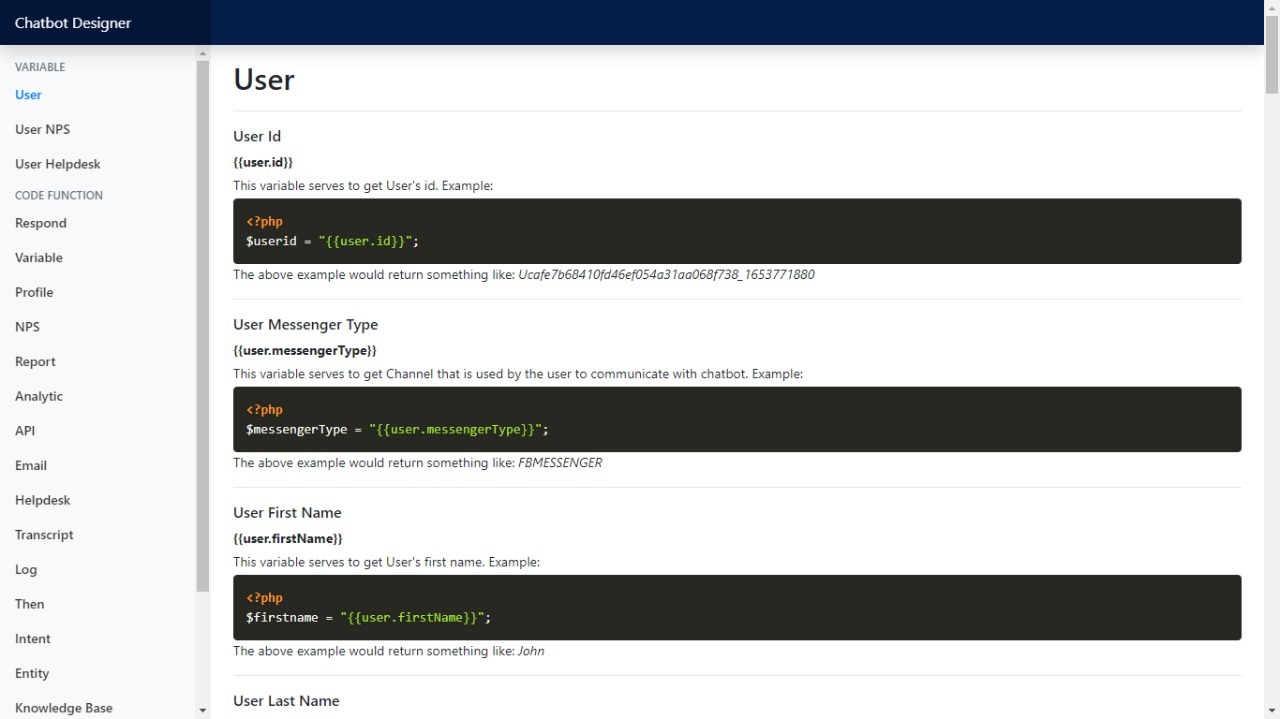 Chatbot Designer
VARIABLE
User
User NPS
User Helpdesk
CODE FUNCTION
Respond
Variable
Profile
NPS
Report
Analytic
API
Email
Helpdesk
Transcript
Log
Then
Intent
Entity
Knowledge Base
User
User Id
{{user.id}}
This variable serves to get User's id. Example:
<?php
$userid = "{{user.id}}";
The above example would return something like: Ucafe7b68410fd46ef054a31aa068f738_1653771880
User Messenger Type
{{user.messengerType}}
This variable serves to get Channel that is used by the user to communicate with chatbot. Example:
<?php
$messengerType = "{{user.messengerType}}";
The above example would return something like: FBMESSENGER
User First Name
{{user.firstName}}
This variable serves to get User's first name. Example:
<?php
$firstname = "{{user.firstName}}";
The above example would return something like: John
User Last Name